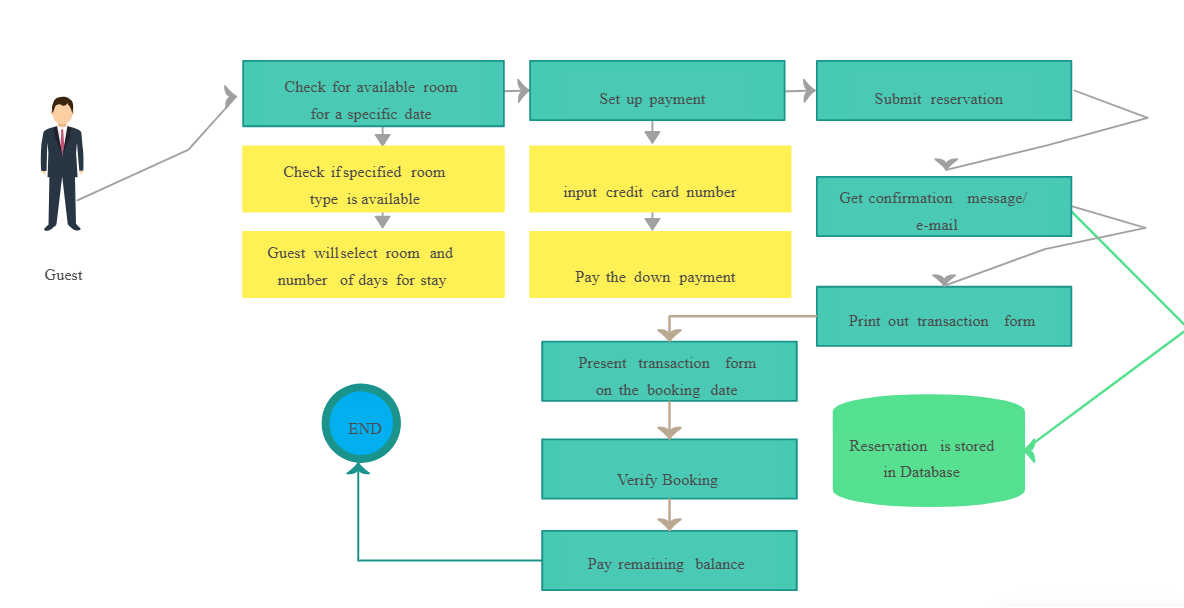 Check for available room
for a specific date
Set up payment
Submit reservation
Check if specified room
type is available
input credit card number
Get confirmation message/
e-mail
Guest will select room and
number of days for stay
Pay the down payment
Guest
Print out transaction form
Present transaction form
on the booking date
END
Reservation is stored
in Database
Verify Booking
Pay remaining balance